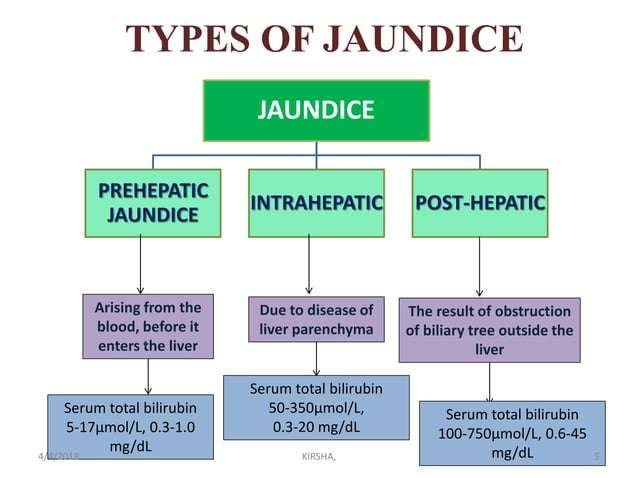 TYPES OF JAUNDICE
JAUNDICE
PREHEPATIC
JAUNDICE
INTRAHEPATIC
POST-HEPATIC
Arising from the
blood, before it
enters the liver
Due to disease of
liver parenchyma
The result of obstruction
of biliary tree outside the
liver
Serum total bilirubin
5-17µmol/L, 0.3-1.0
mg/dL
Serum total bilirubin
50-350µmol/L,
0.3-20 mg/dL
Serum total bilirubin
100-750µmol/L, 0.6-45
mg/dL
KIRSHA,
5